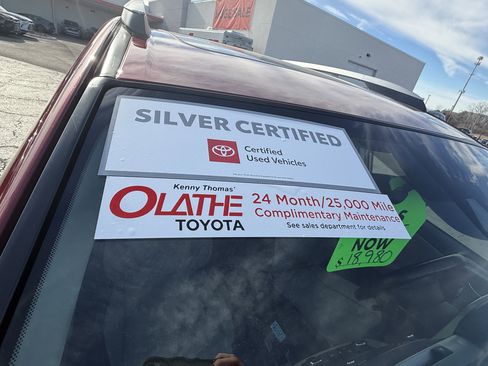 SILVER CERTIFIED
Certified
Used Vehicles
Kenny Thomas'
OLATHE
TOYOTA
24 Month/25,000 Mile
Complimentary Maintenance
See sales department for details
NOW
$18,980